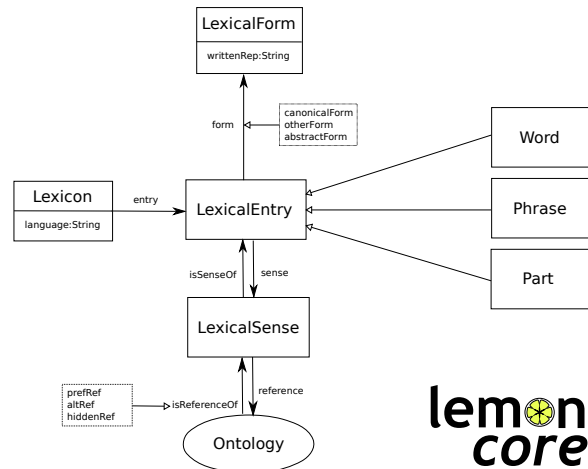 LexicalForm
writtenRep:String
form
canonicalForm
otherForm
abstractForm
Word
Lexicon
language:String
entry
LexicalEntry
Phrase
isSenseOf
sense
Part
LexicalSense
prefRef
altRef
hiddenRef
isReferenceOf
reference
Ontology
lemon
core